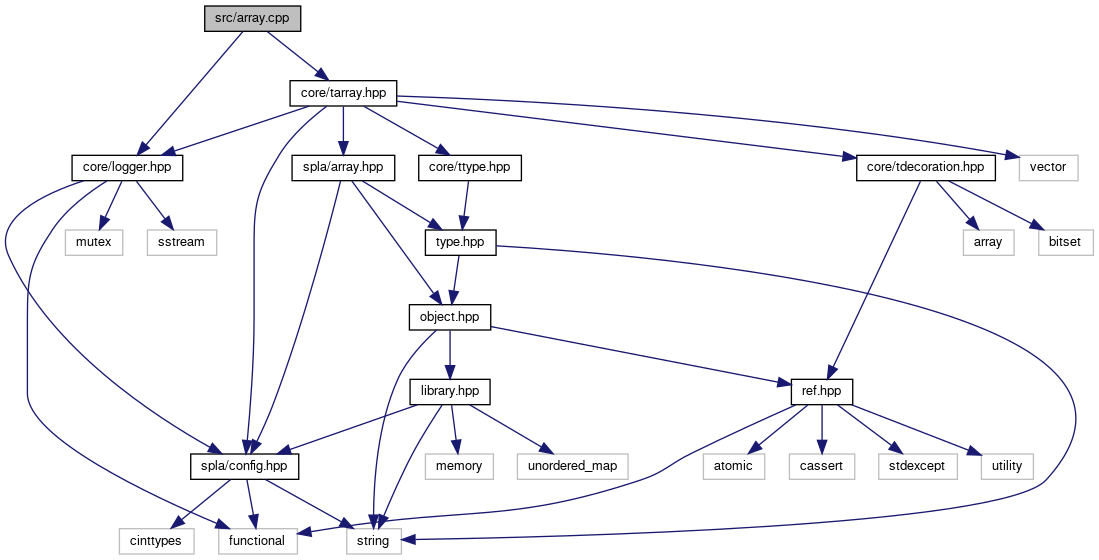 src/array.cpp
core/tarray.hpp
core/logger.hpp
spla/array.hpp
core/ttype.hpp
core/tdecoration.hpp
vector
mutex
sstream
type.hpp
array
bitset
object.hpp
library.hpp
ref.hpp
spla/config.hpp
memory
unordered_map
atomic
cassert
stdexcept
utility
cinttypes
functional
string